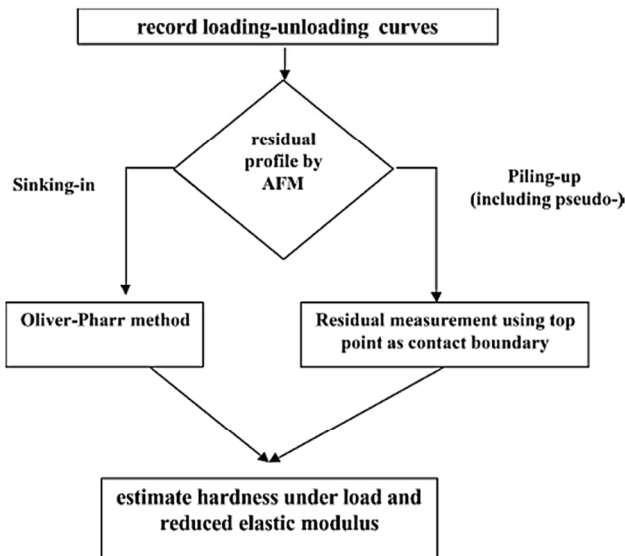 record loading-unloading curves
residual
profile by
AFM
Sinking-in
Piling-up
(including pseudo-)
Oliver-Pharr method
Residual measurement using top
point as contact boundary
estimate hardness under load and
reduced elastic modulus